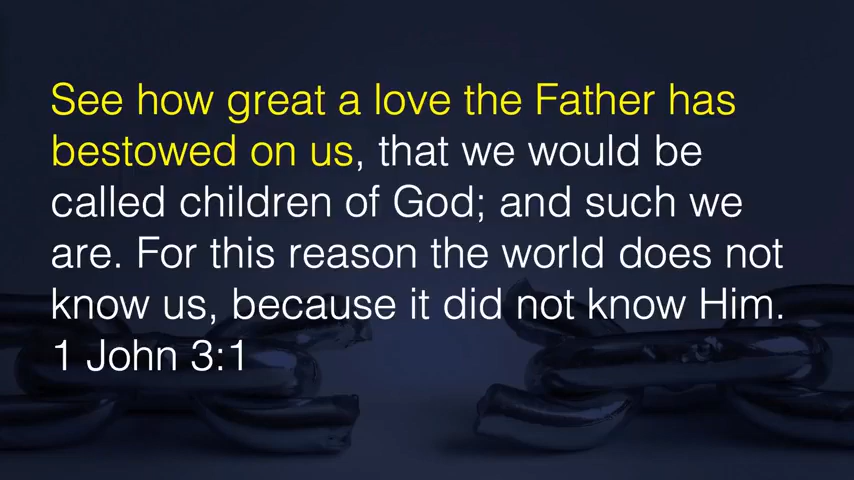 See how great a love the Father has
bestowed on us, that we would be
called children of God; and such we
are. For this reason the world does not
know us, because it did not know Him.
1 John 3:1